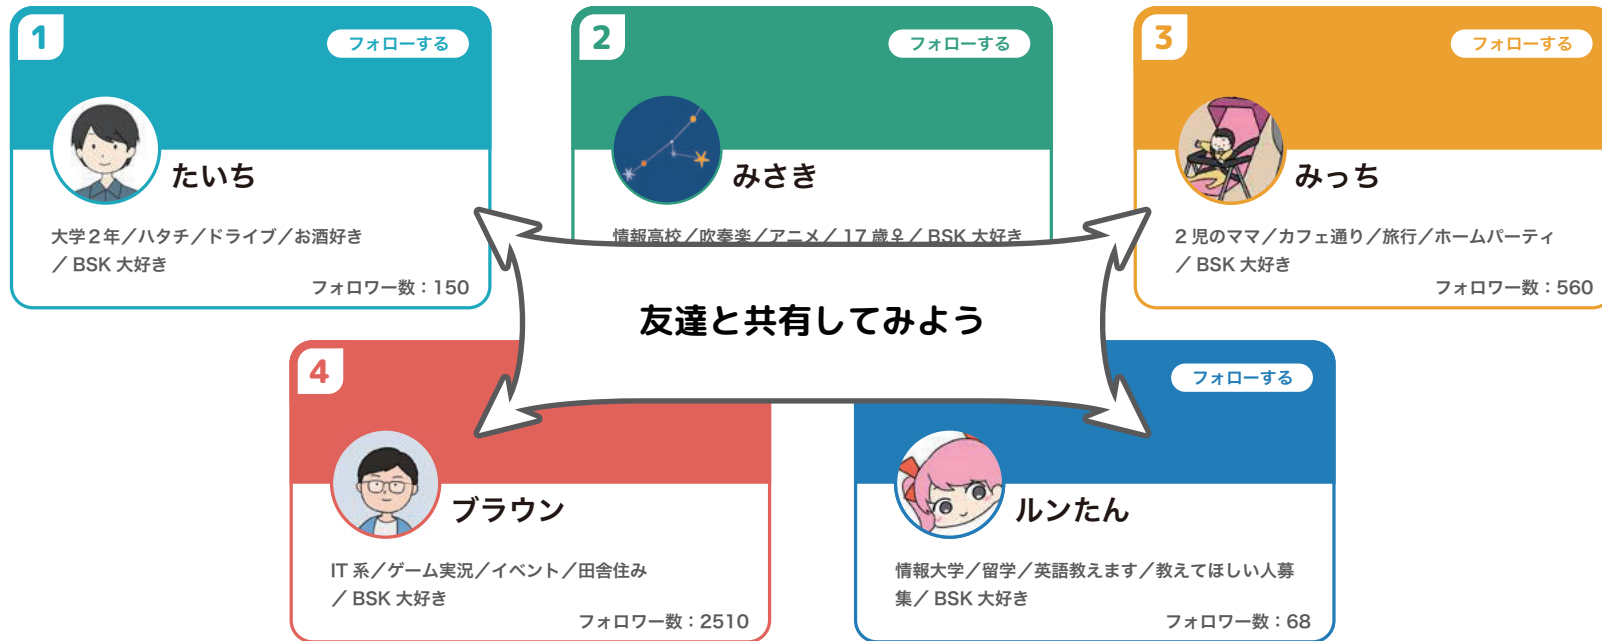 1
フォローする
たいち
大学2年／ハタチ／ドライブ／お酒好き
／BSK 大好き
フォロワー数：150
2
フォローする
みさき
情報高校／吹奏楽／アニメ／17歳♀／BSK 大好き
3
フォローする
みっち
2児のママ／カフェ通り／旅行／ホームパーティ
／BSK 大好き
フォロワー数：560
友達と共有してみよう
4
ブラウン
IT系／ゲーム実況／イベント／田舎住み
／BSK 大好き
フォロワー数：2510
フォローする
ルンたん
情報大学／留学／英語教えます／教えてほしい人募
集／BSK 大好き
フォロワー数：68